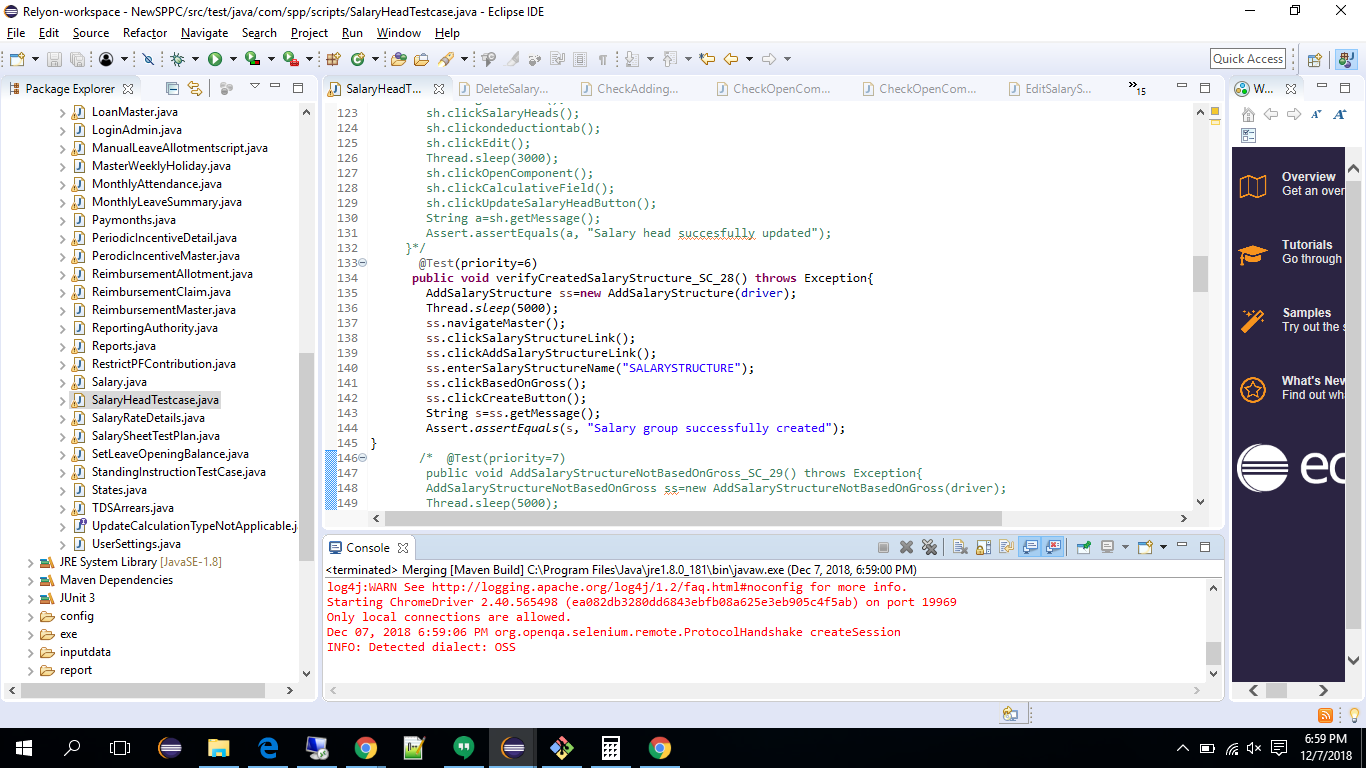 Relyon-workspace - NewSPPC/src/test/java/com/spp/scripts/SalaryHeadTestcase.java - Eclipse IDE
File Edit Source Refactor Navigate Search Project Run Window Help
Quick Access
Package Explorer
LoanMaster.java
LoginAdmin.java
ManualLeaveAllotmentscript.java
MasterWeeklyHoliday.java
MonthlyAttendance.java
MonthlyLeaveSummary.java
Paymonths.java
PeriodicIncentiveDetail.java
PeriodicIncentiveMaster.java
ReimbursementAllotment.java
ReimbursementClaim.java
ReimbursementMaster.java
ReportingAuthority.java
Reports.java
RestrictPFContribution.java
Salary.java
SalaryHeadTestcase.java
SalaryRateDetails.java
SalarySheetTestPlan.java
SetLeaveOpeningBalance.java
StandingInstructionTestCase.java
States.java
TDSArrears.java
UpdateCalculationTypeNotApplicable.j
UserSettings.java
JRE System Library [JavaSE-1.8]
Maven Dependencies
JUnit 3
config
exe
inputdata
report
SalaryHeadT... DeleteSalary... CheckAdding... CheckOpenCom... CheckOpenCom... EditSalaryS... »15
123 sh.clickSalaryHeads();
124 sh.clickondeductiontab();
125 sh.clickEdit();
126 Thread.sleep(3000);
127 sh.clickOpenComponent();
128 sh.clickCalculativeField();
129 sh.clickUpdateSalaryHeadButton();
130 String a=sh.getMessage();
131 Assert.assertEquals(a, "Salary head succesfully updated");
132 }*/
133 @Test(priority=6)
134 public void verifyCreatedSalaryStructure_SC_28() throws Exception{
135 AddSalaryStructure ss=new AddSalaryStructure(driver);
136 Thread.sleep(5000);
137 ss.navigateMaster();
138 ss.clickSalaryStructureLink();
139 ss.clickAddSalaryStructureLink();
140 ss.enterSalaryStructureName("SALARYSTRUCTURE");
141 ss.clickBasedOnGross();
142 ss.clickCreateButton();
143 String s=ss.getMessage();
144 Assert.assertEquals(s, "Salary group successfully created");
145 }
146 /* @Test(priority=7)
147 public void AddSalaryStructureNotBasedOnGross_SC_29() throws Exception{
148 AddSalaryStructureNotBasedOnGross ss=new AddSalaryStructureNotBasedOnGross(driver);
149 Thread.sleep(5000);
Console
<terminated> Merging [Maven Build] C:\Program Files\Java\jre1.8.0_181\bin\javaw.exe (Dec 7, 2018, 6:59:00 PM)
log4j:WARN See http://logging.apache.org/log4j/1.2/faq.html#noconfig for more info.
Starting ChromeDriver 2.40.565498 (ea082db3280dd6843ebfb08a625e3eb905c4f5ab) on port 19969
Only local connections are allowed.
Dec 07, 2018 6:59:06 PM org.openqa.selenium.remote.ProtocolHandshake createSession
INFO: Detected dialect: OSS
W...
Overview
Get an over
Tutorials
Go through
Samples
Try out the s
What's New
Find out wha
ec
6:59 PM
12/7/2018